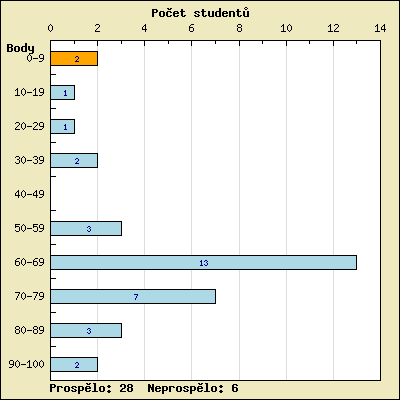 Počet studentů
0 2 4 6 8 10 12 14
Body
0-9 2
10-19 1
20-29 1
30-39 2
40-49
50-59 3
60-69 13
70-79 7
80-89 3
90-100 2
Prospělo: 28 Neprospělo: 6